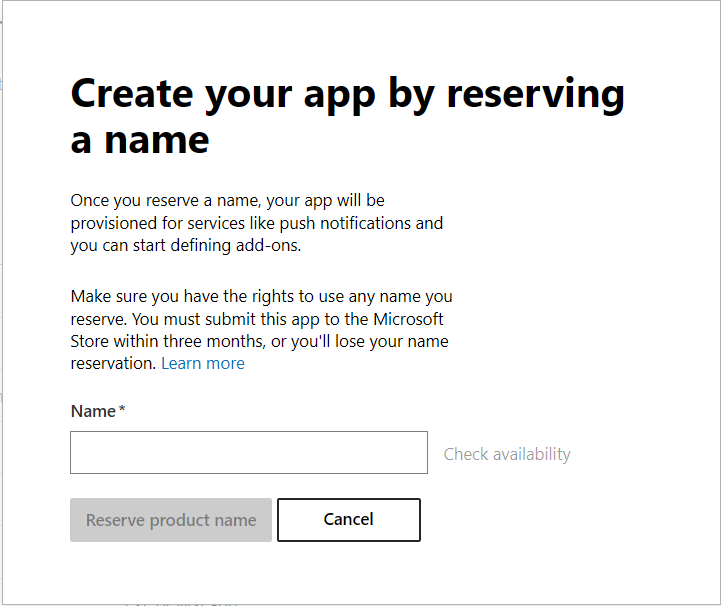 Create your app by reserving
a name
Once you reserve a name, your app will be
provisioned for services like push notifications and
you can start defining add-ons.
Make sure you have the rights to use any name you
reserve. You must submit this app to the Microsoft
Store within three months, or you'll lose your name
reservation. Learn more
Name*
Check availability
Reserve product name Cancel